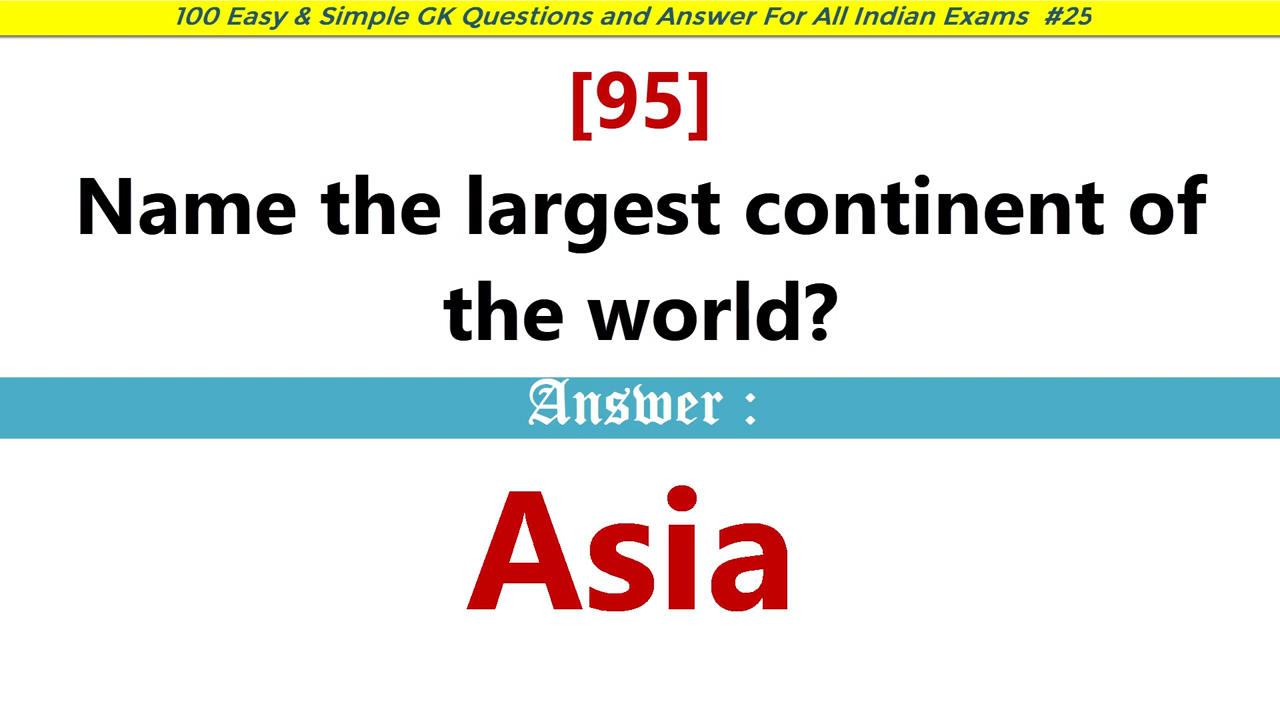 100 Easy & Simple GK Questions and Answer For All Indian Exams #25
[95]
Name the largest continent of
the world?
Answer :
Asia